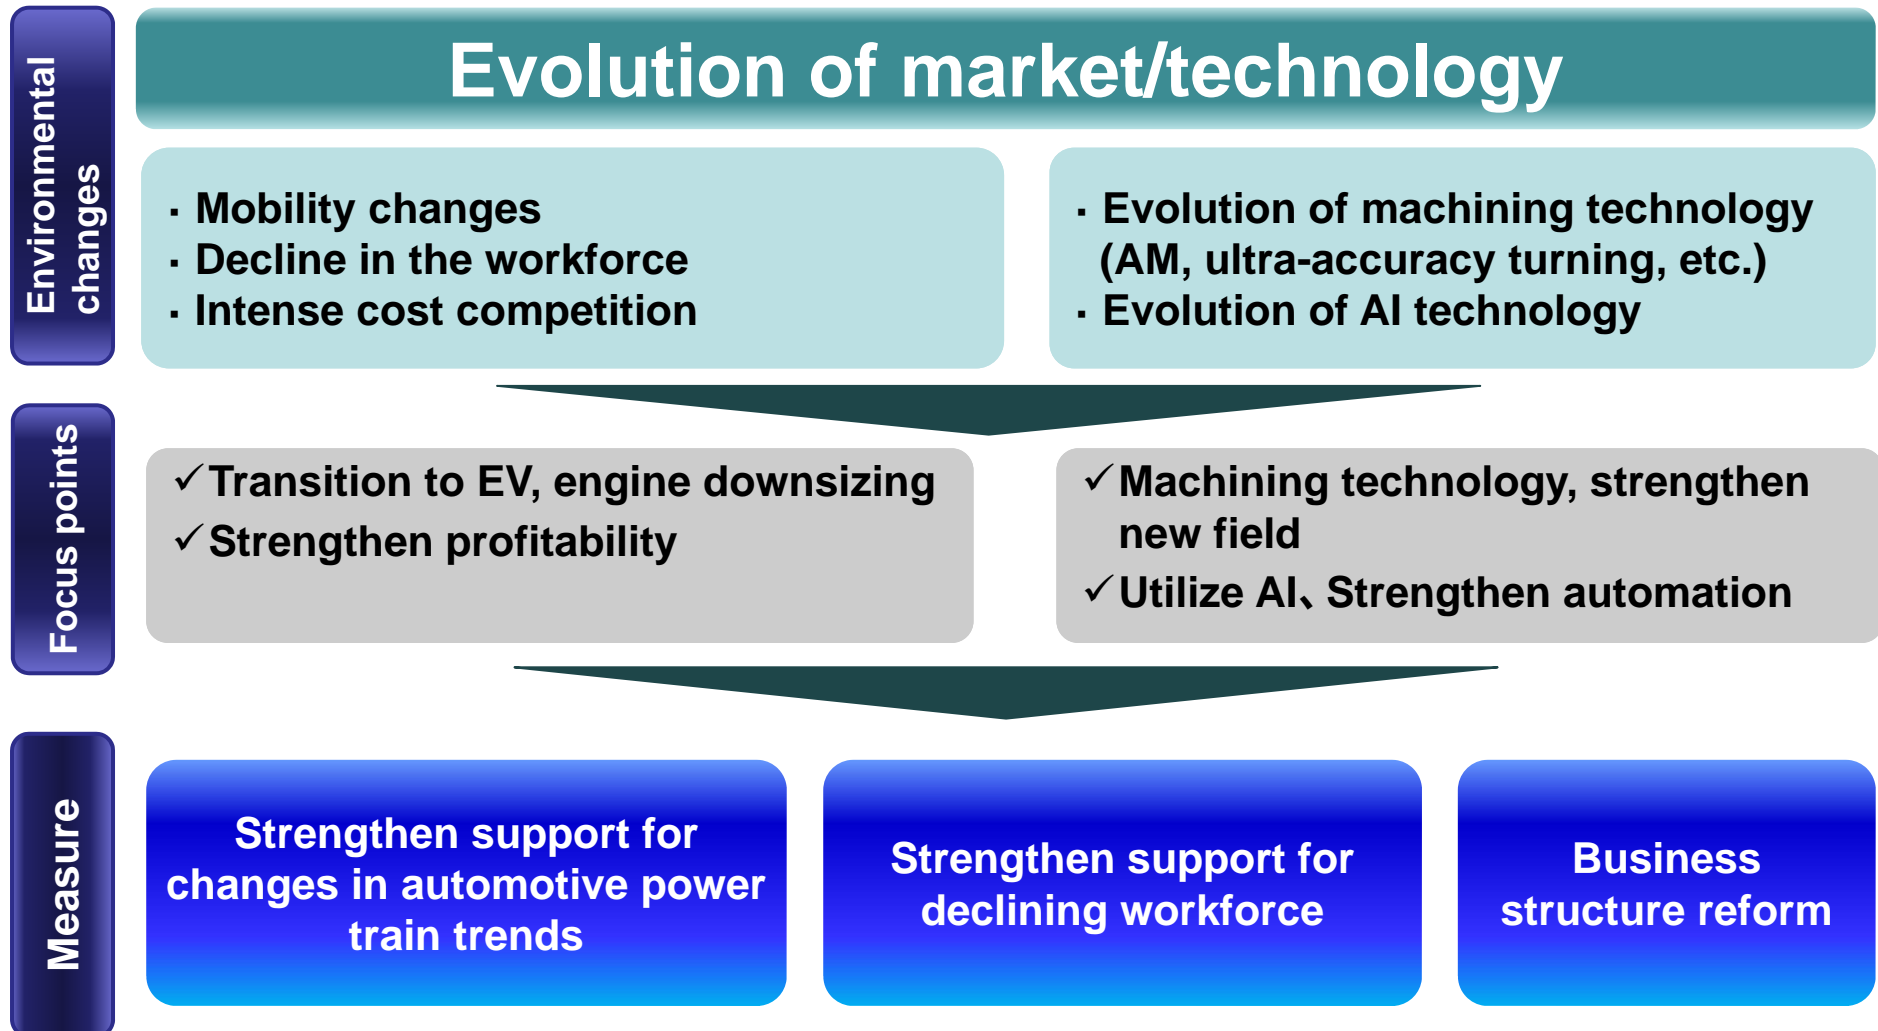 Environmental
changes
Evolution of market/technology
· Mobility changes
· Decline in the workforce
· Intense cost competition
· Evolution of machining technology
(AM, ultra-accuracy turning, etc.)
· Evolution of AI technology
Focus points
✓Transition to EV, engine downsizing
✓Strengthen profitability
✓Machining technology, strengthen
new field
✓Utilize AI、Strengthen automation
Measure
Strengthen support for
changes in automotive power
train trends
Strengthen support for
declining workforce
Business
structure reform